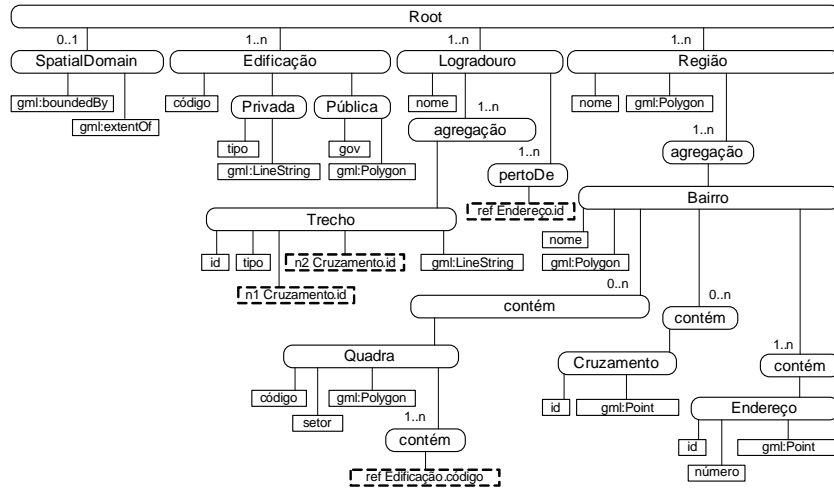 Root
0..1 1..n 1..n 1..n
SpatialDomain Edificação Logradouro Região
gml:boundedBy código nome nome gml:Polygon
gml:extentOf Privada Pública 1..n
tipo gov agregação 1..n 1..n
gml:LineString gml:Polygon pertoDe agregação
ref Endereço.id Bairro
Trecho nome
id tipo n2 Cruzamento.id gml:LineString gml:Polygon
n1 Cruzamento.id 0..n 0..n
contém contém
1..n
Quadra Cruzamento contém
código gml:Polygon id gml:Point Endereço
setor 1..n
contém id gml:Point
ref Edificação.código número